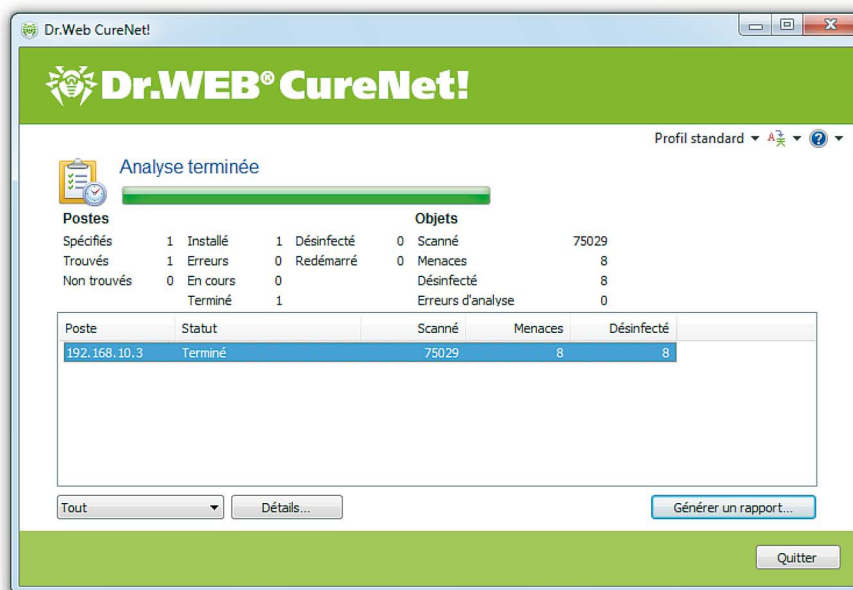 Dr.Web CureNet!
Dr.WEB® CureNet!
Profil standard
Analyse terminée
Postes Objets
Spécifiés 1 Installé 1 Désinfecté 0 Scanné 75029
Trouvés 1 Erreurs 0 Redémarré 0 Menaces 8
Non trouvés 0 En cours 0 Désinfecté 8
Terminé 1 Erreurs d'analyse 0
Poste Statut Scanné Menaces Désinfecté
192.168.10.3 Terminé 75029 8 8
Tout Détails... Générer un rapport...
Quitter